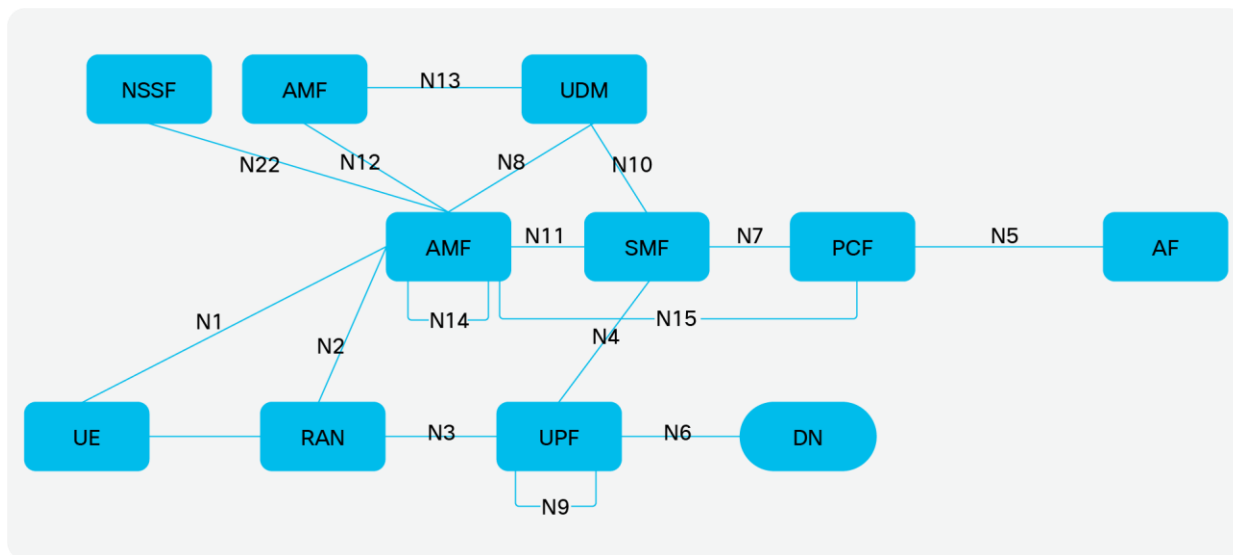 NSSF
AMF
N13
UDM
N22
N12
N8
N10
AMF
N11
SMF
N7
PCF
N5
AF
N1
N14
N15
N2
N4
UE
RAN
N3
UPF
N6
DN
N9